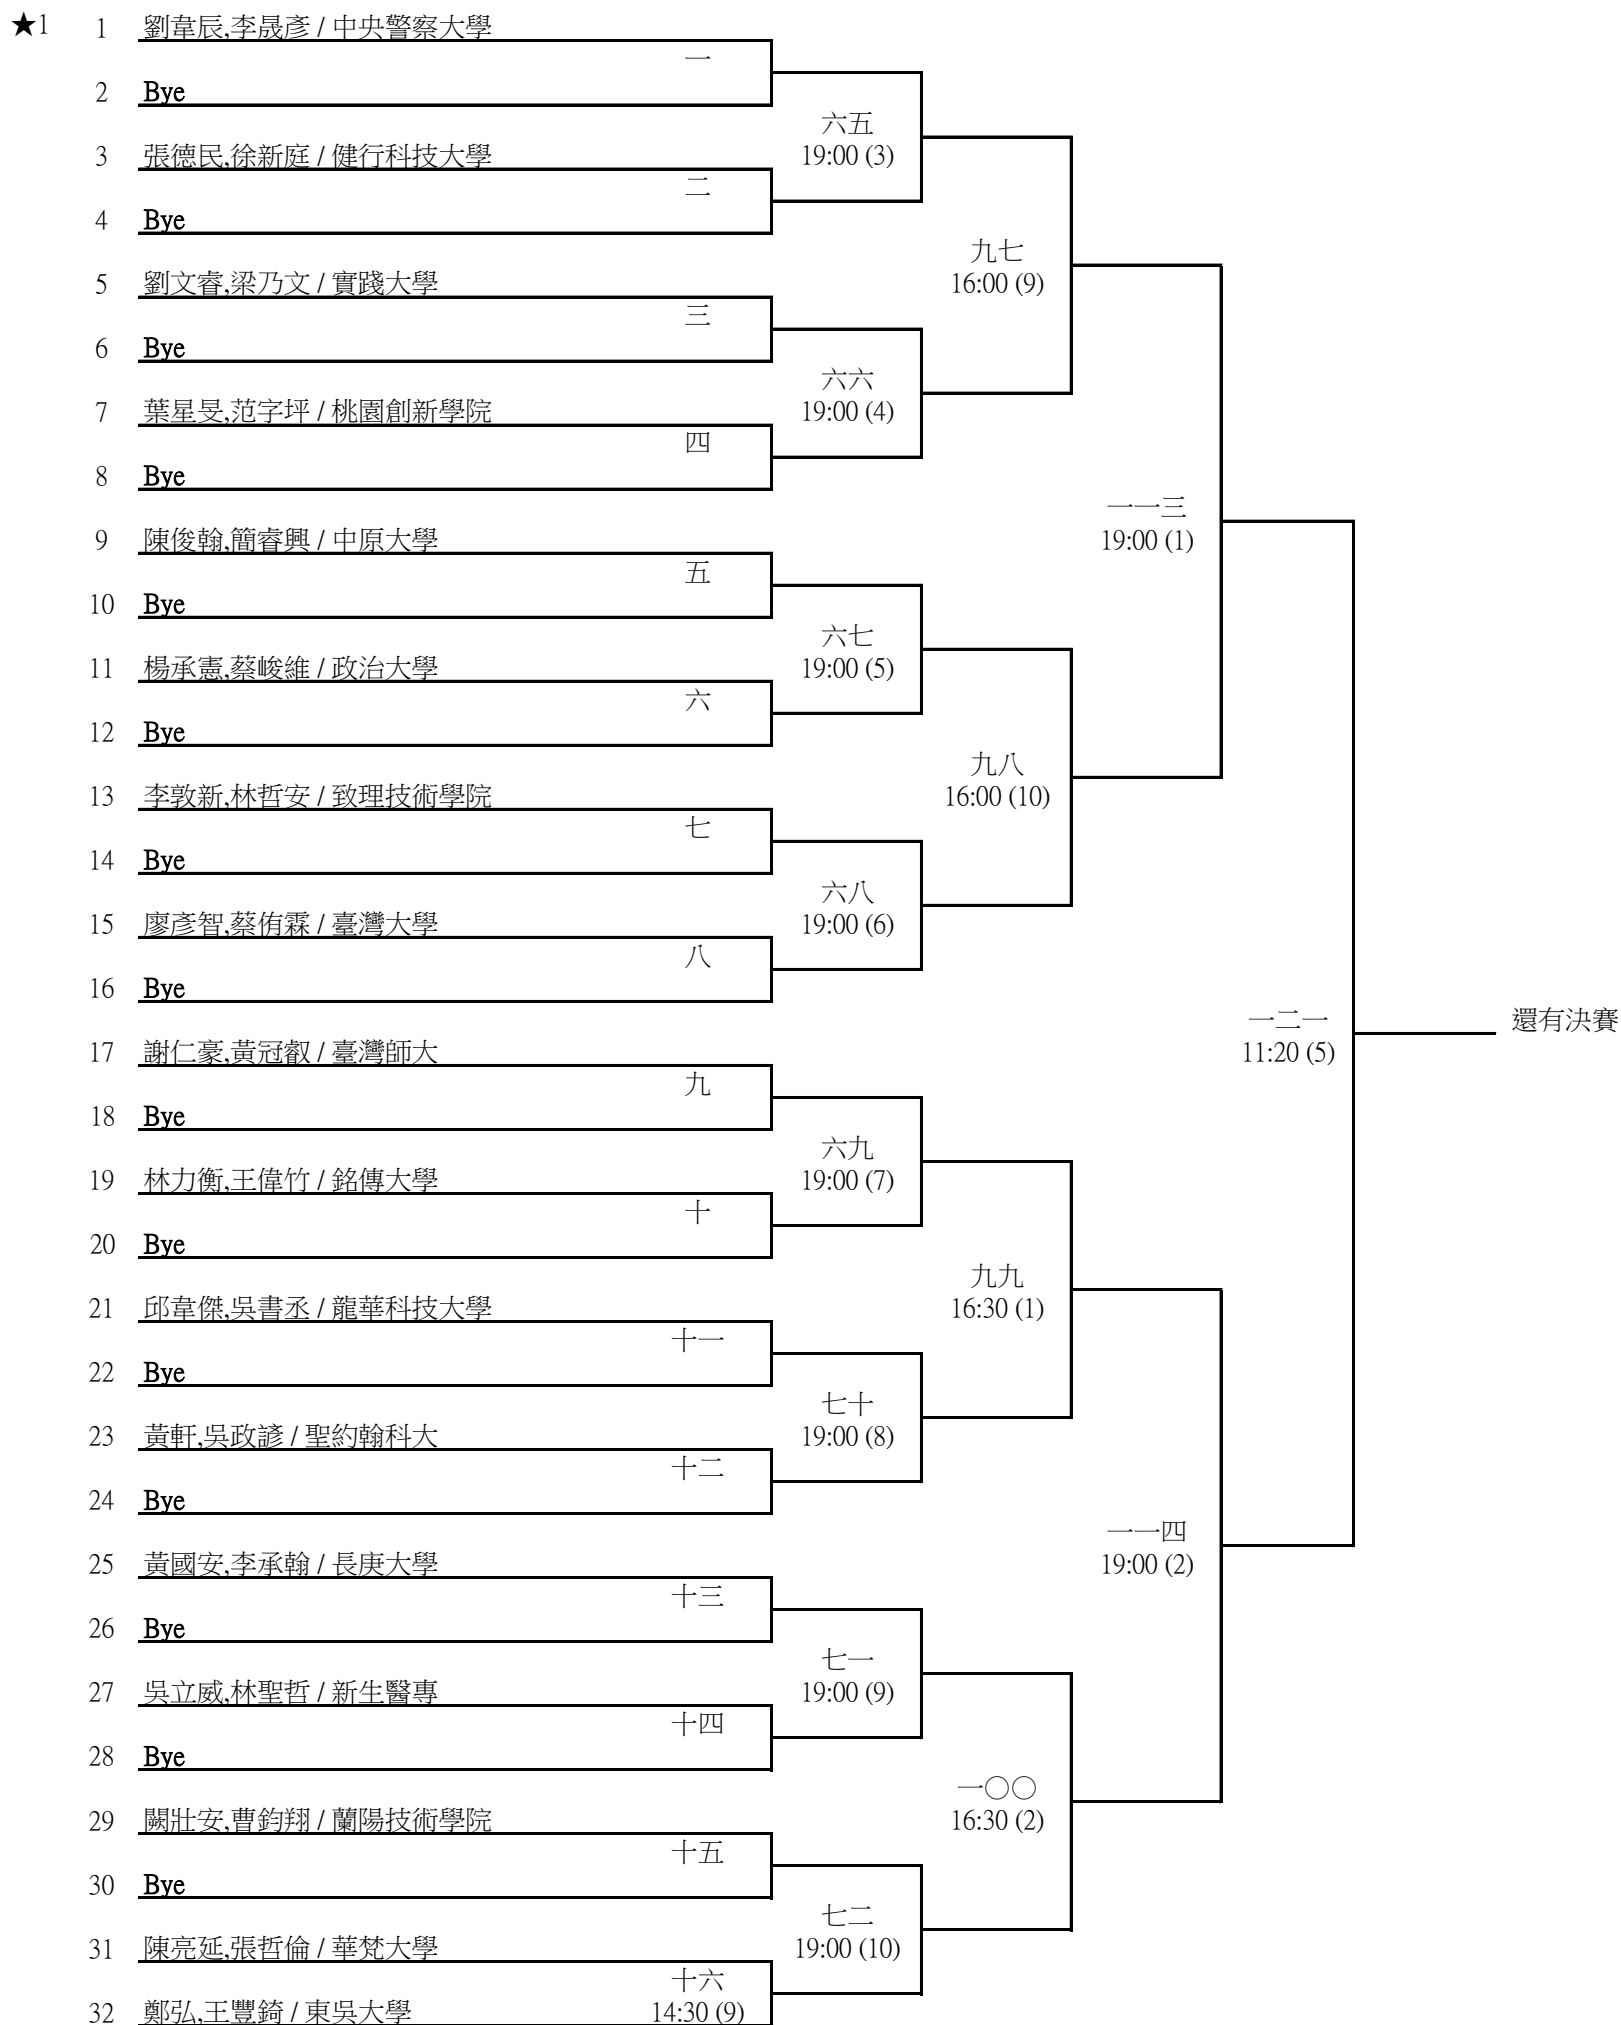 ★1 1 劉韋辰,李晟彥 / 中央警察大學
一
2 Bye
六五
19:00 (3)
3 張德民,徐新庭 / 健行科技大學
二
4 Bye
九七
16:00 (9)
5 劉文睿,梁乃文 / 實踐大學
三
6 Bye
六六
19:00 (4)
7 葉星旻,范字坪 / 桃園創新學院
四
8 Bye
一一三
19:00 (1)
9 陳俊翰,簡睿興 / 中原大學
五
10 Bye
六七
19:00 (5)
11 楊承憲,蔡峻維 / 政治大學
六
12 Bye
九八
16:00 (10)
13 李敦新,林哲安 / 致理技術學院
七
14 Bye
六八
19:00 (6)
15 廖彥智,蔡侑霖 / 臺灣大學
八
16 Bye
一二一
11:20 (5)
還有決賽
17 謝仁豪,黃冠叡 / 臺灣師大
九
18 Bye
六九
19:00 (7)
19 林力衡,王偉竹 / 銘傳大學
十
20 Bye
九九
16:30 (1)
21 邱韋傑,吳書丞 / 龍華科技大學
十一
22 Bye
七十
19:00 (8)
23 黃軒,吳政諺 / 聖約翰科大
十二
24 Bye
一一四
19:00 (2)
25 黃國安,李承翰 / 長庚大學
十三
26 Bye
七一
19:00 (9)
27 吳立威,林聖哲 / 新生醫專
十四
28 Bye
一〇〇
16:30 (2)
29 闕壯安,曹鈞翔 / 蘭陽技術學院
十五
30 Bye
七二
19:00 (10)
31 陳亮延,張哲倫 / 華梵大學
十六
14:30 (9)
32 鄭弘,王豐錡 / 東吳大學